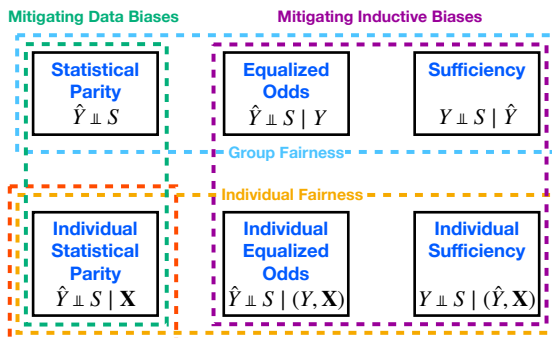 Mitigating Data Biases
Mitigating Inductive Biases
Statistical
Parity
Ŷ ⫫ S
Equalized
Odds
Ŷ ⫫ S | Y
Sufficiency
Y ⫫ S | Ŷ
Group Fairness
Individual Fairness
Individual
Statistical
Parity
Ŷ ⫫ S | X
Individual
Equalized
Odds
Ŷ ⫫ S | (Y, X)
Individual
Sufficiency
Y ⫫ S | (Ŷ, X)